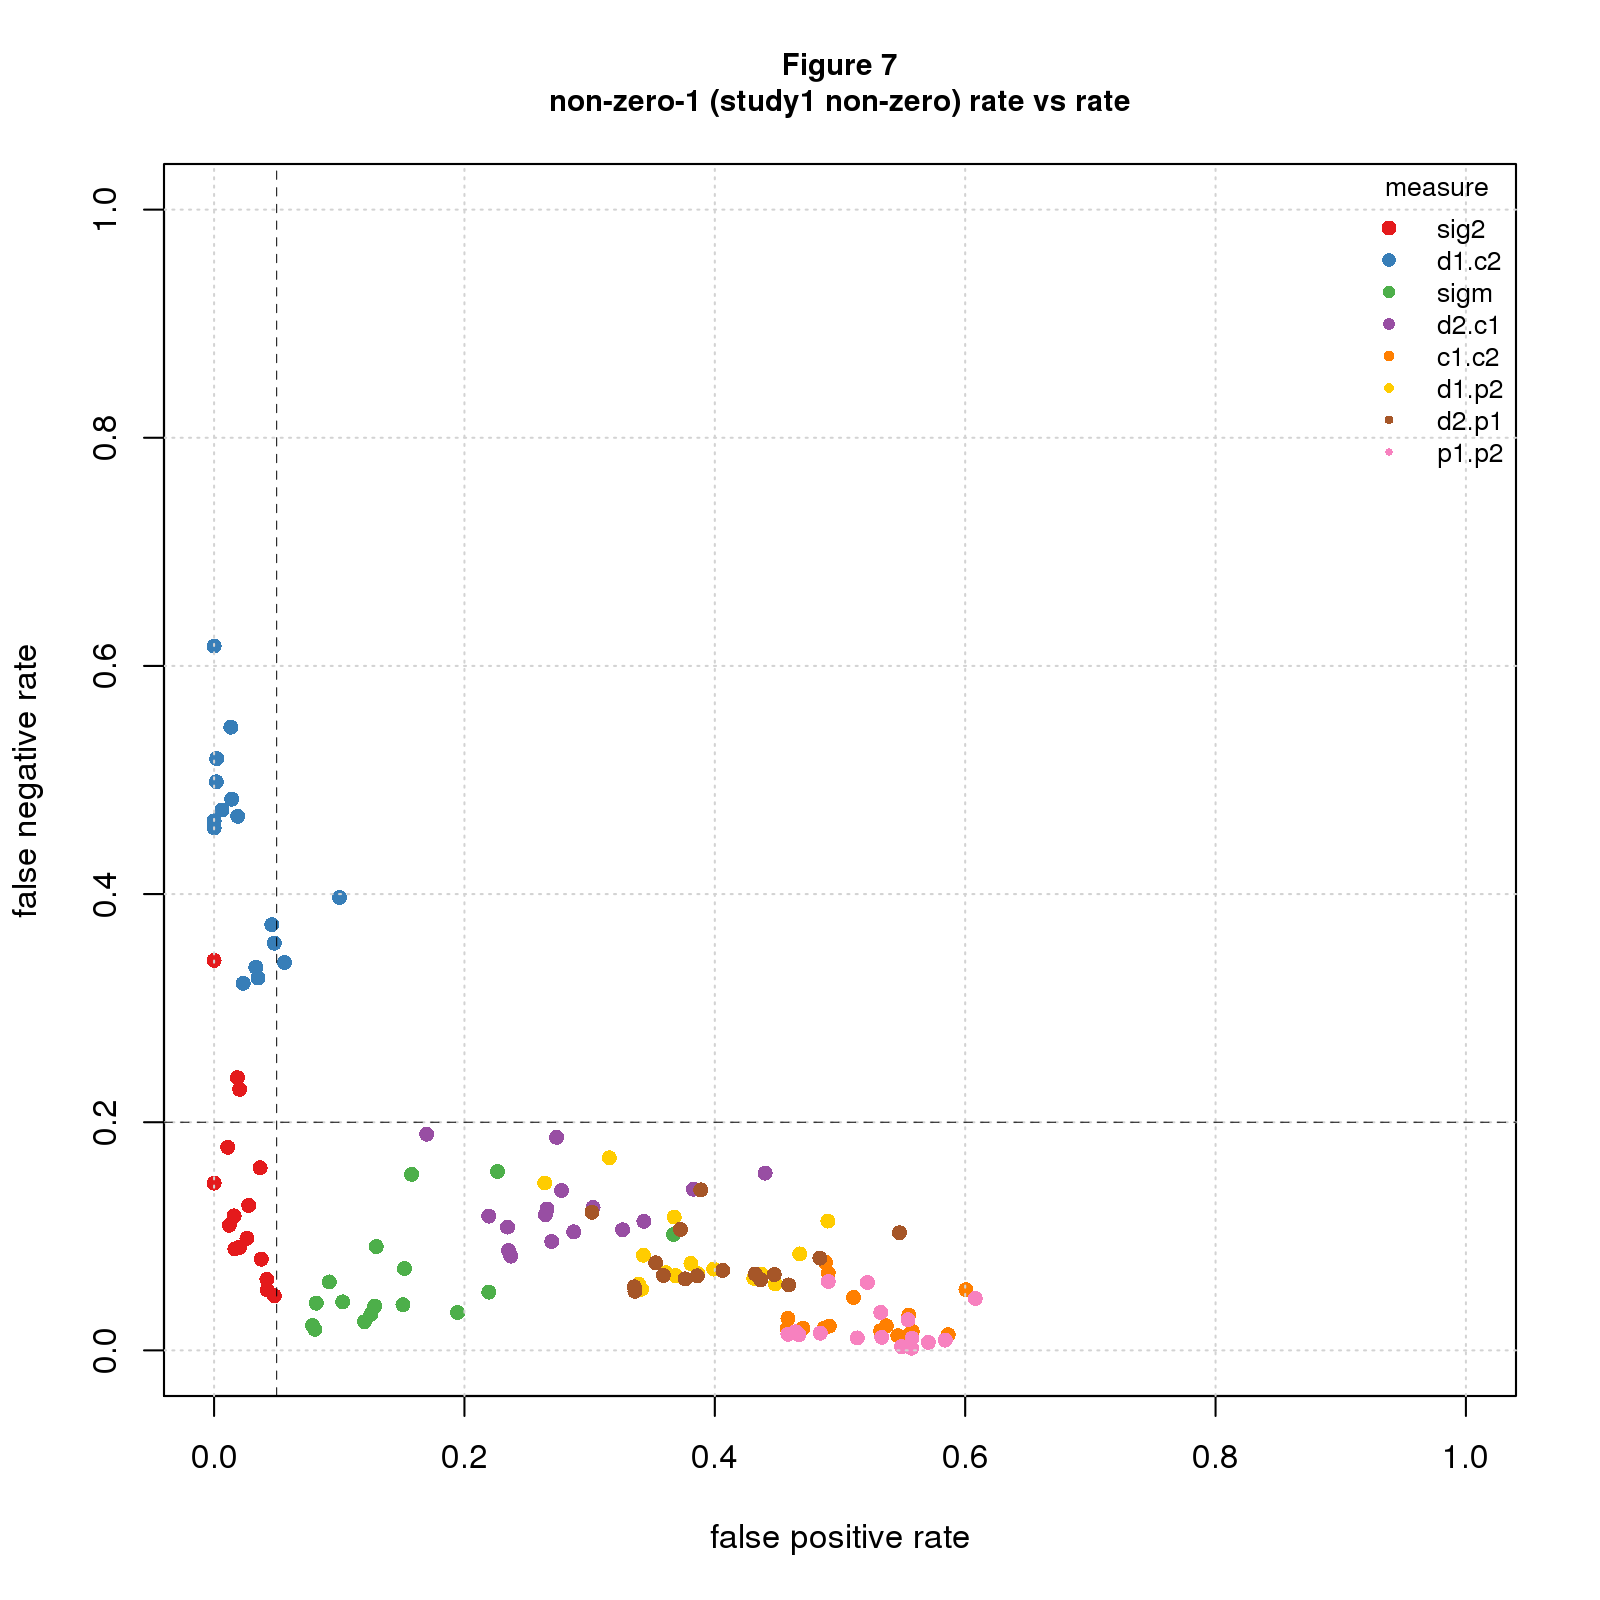 Figure 7
non-zero-1 (study1 non-zero) rate vs rate
measure
sig2
d1.c2
sigm
d2.c1
c1.c2
d1.p2
d2.p1
p1.p2
false negative rate
1.0
0.8
0.6
0.4
0.2
0.0
0.0 0.2 0.4 0.6 0.8 1.0
false positive rate